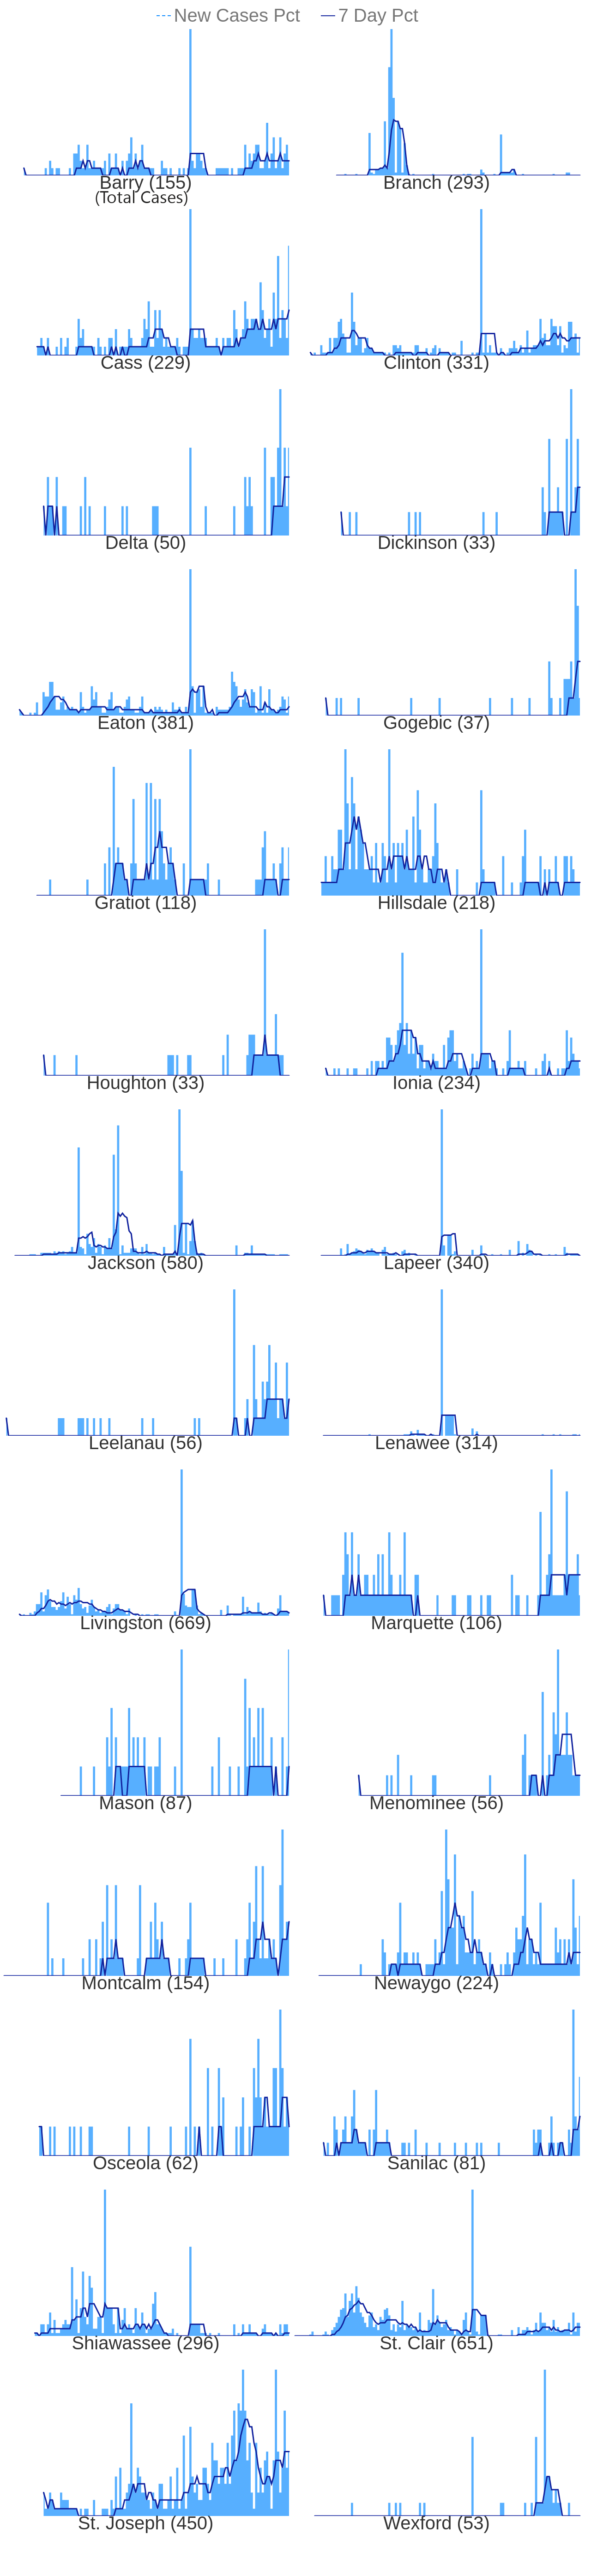 New Cases Pct 7 Day Pct
Barry (155) Branch (293)
(Total Cases)
Cass (229) Clinton (331)
Delta (50) Dickinson (33)
Eaton (381) Gogebic (37)
Gratiot (118) Hillsdale (218)
Houghton (33) Ionia (234)
Jackson (580) Lapeer (340)
Leelanau (56) Lenawee (314)
Livingston (669) Marquette (106)
Mason (87) Menominee (56)
Montcalm (154) Newaygo (224)
Osceola (62) Sanilac (81)
Shiawassee (296) St. Clair (651)
St. Joseph (450) Wexford (53)